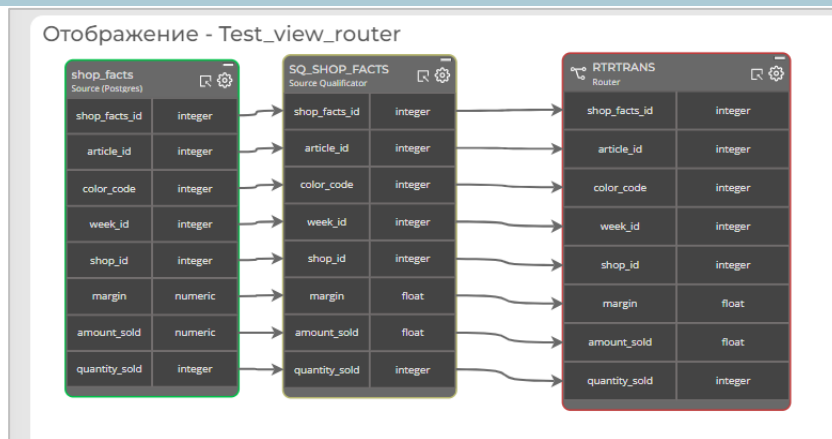 Отображение - Test_view_router
shop_facts
Source (Postgres)
shop_facts_id integer
article_id integer
color_code integer
week_id integer
shop_id integer
margin numeric
amount_sold numeric
quantity_sold integer
SQ_SHOP_FACTS
Source Qualificator
shop_facts_id integer
article_id integer
color_code integer
week_id integer
shop_id integer
margin float
amount_sold float
quantity_sold integer
RTRTRANS
Router
shop_facts_id integer
article_id integer
color_code integer
week_id integer
shop_id integer
margin float
amount_sold float
quantity_sold integer